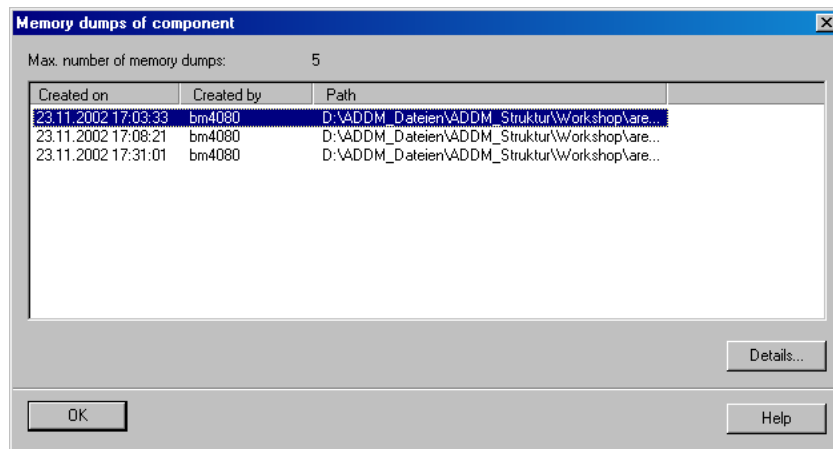 Memory dumps of component
Max. number of memory dumps: 5
Created on Created by Path
23.11.2002 17:03:33 bm4080 D:\ADDM_Dateien\ADDM_Struktur\Workshop\are...
23.11.2002 17:08:21 bm4080 D:\ADDM_Dateien\ADDM_Struktur\Workshop\are...
23.11.2002 17:31:01 bm4080 D:\ADDM_Dateien\ADDM_Struktur\Workshop\are...
Details...
OK Help